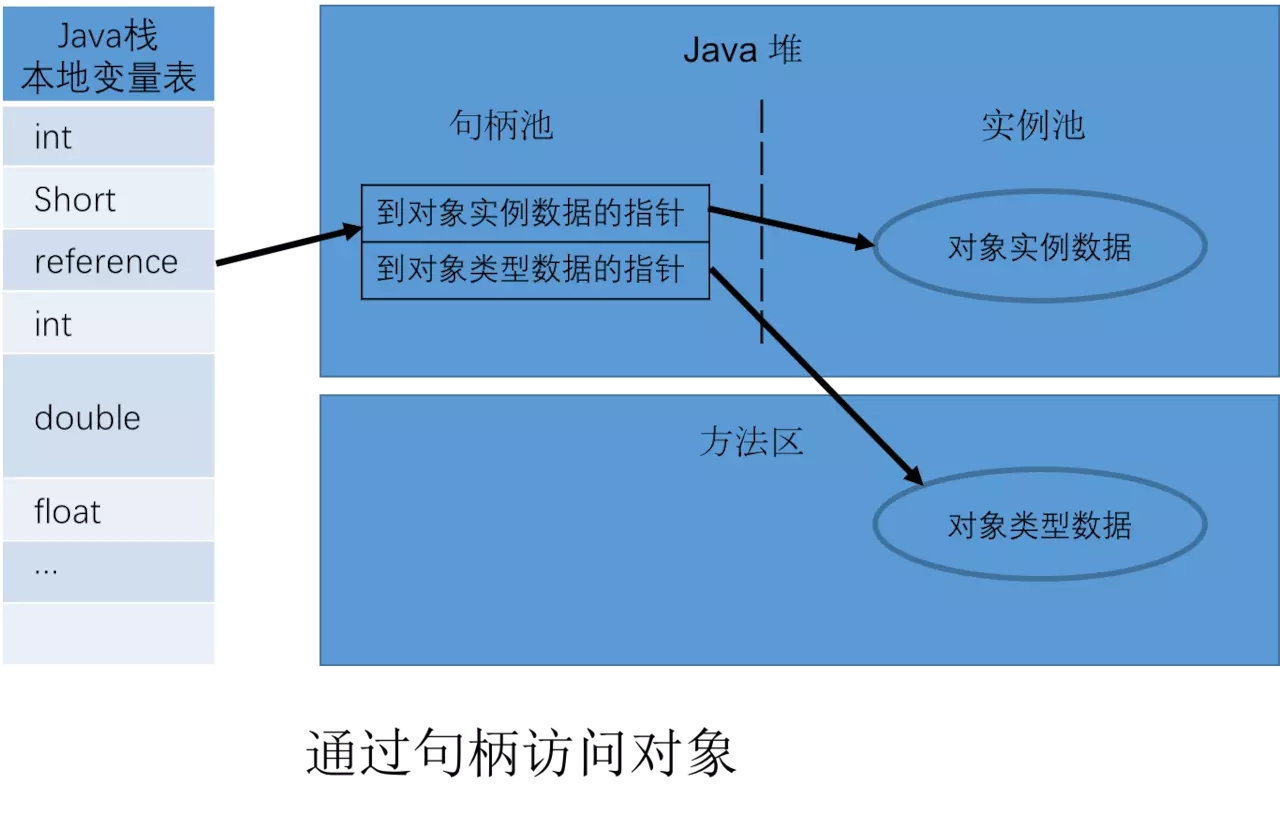 Java栈
本地变量表
int
Short
reference
int
double
float
...
Java 堆
句柄池
实例池
到对象实例数据的指针
到对象类型数据的指针
对象实例数据
方法区
对象类型数据
通过句柄访问对象